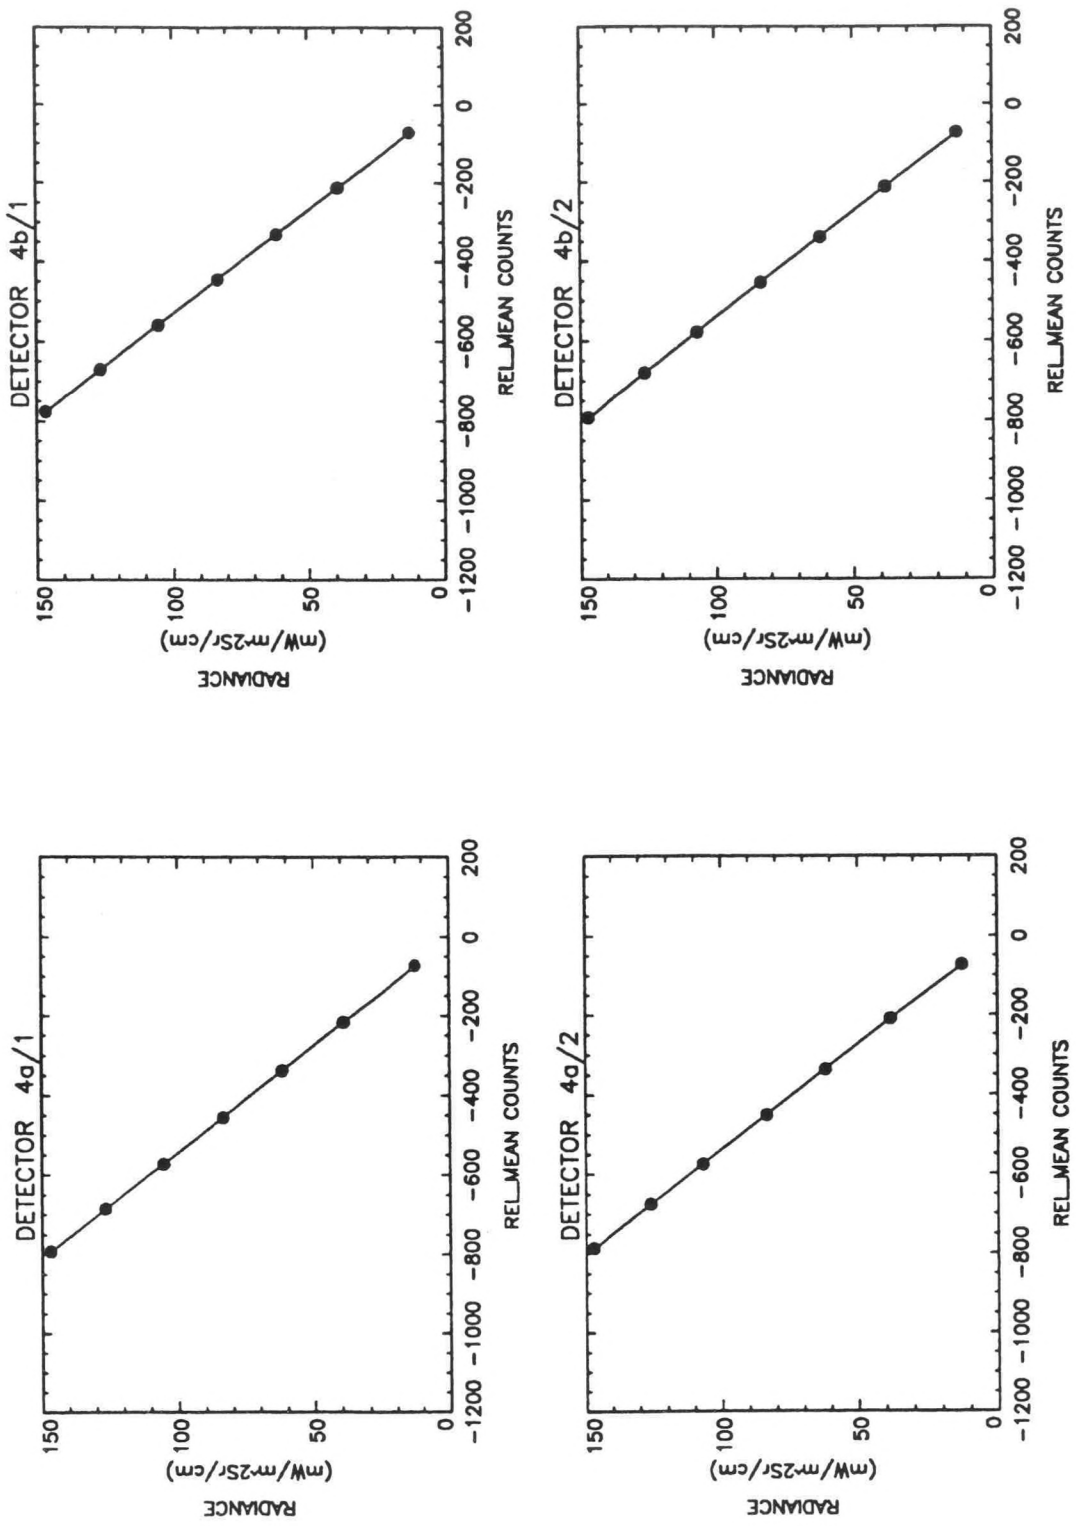 DETECTOR 4a/1
150
100
50
0
RADIANCE
(mW/m^2Sr/cm)
-1200 -1000 -800 -600 -400 -200 0 200
REL_MEAN COUNTS
DETECTOR 4b/1
150
100
50
0
RADIANCE
(mW/m^2Sr/cm)
-1200 -1000 -800 -600 -400 -200 0 200
REL_MEAN COUNTS
DETECTOR 4a/2
150
100
50
0
RADIANCE
(mW/m^2Sr/cm)
-1200 -1000 -800 -600 -400 -200 0 200
REL_MEAN COUNTS
DETECTOR 4b/2
150
100
50
0
RADIANCE
(mW/m^2Sr/cm)
-1200 -1000 -800 -600 -400 -200 0 200
REL_MEAN COUNTS